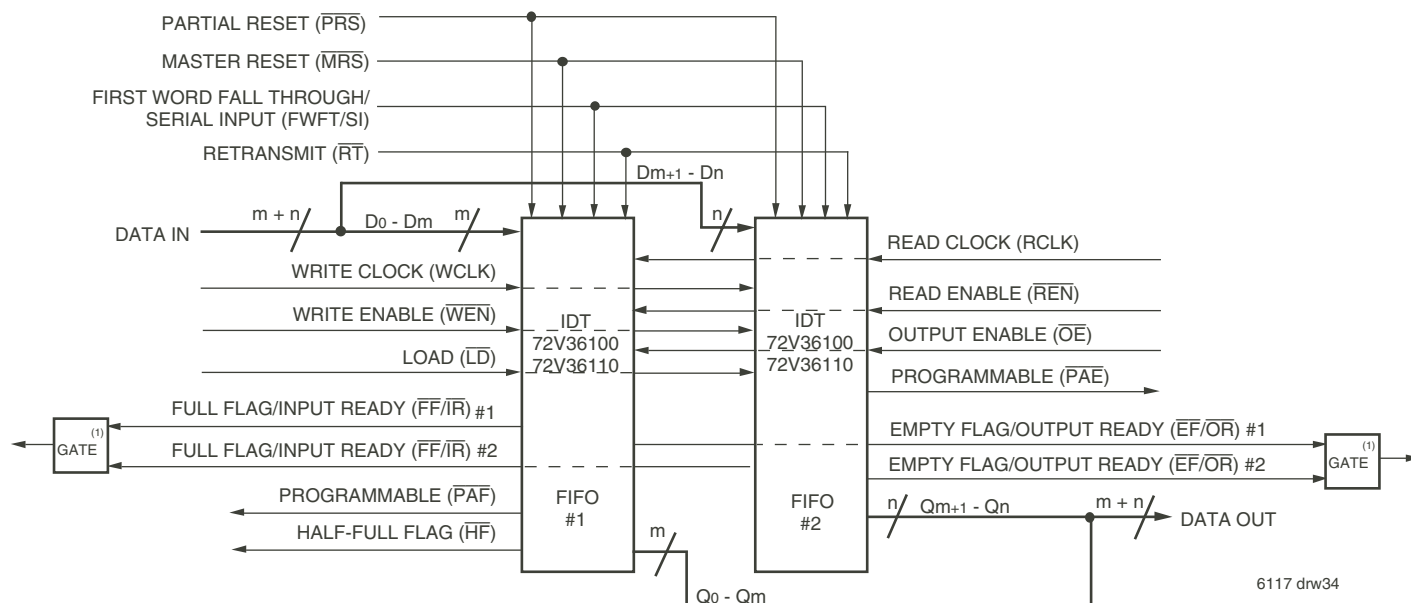 PARTIAL RESET (PRS)
MASTER RESET (MRS)
FIRST WORD FALL THROUGH/
SERIAL INPUT (FWFT/SI)
RETRANSMIT (RT)
Dm+1 - Dn
m + n
D0 - Dm
m
n
DATA IN
READ CLOCK (RCLK)
WRITE CLOCK (WCLK)
READ ENABLE (REN)
WRITE ENABLE (WEN)
IDT
72V36100
72V36110
IDT
72V36100
72V36110
OUTPUT ENABLE (OE)
LOAD (LD)
PROGRAMMABLE (PAE)
FULL FLAG/INPUT READY (FF/IR) #1
EMPTY FLAG/OUTPUT READY (EF/OR) #1
(1)
GATE
(1)
GATE
FULL FLAG/INPUT READY (FF/IR) #2
EMPTY FLAG/OUTPUT READY (EF/OR) #2
PROGRAMMABLE (PAF)
FIFO
#1
FIFO
#2
n
Qm+1 - Qn
m + n
DATA OUT
HALF-FULL FLAG (HF)
m
Q0 - Qm
6117 drw34